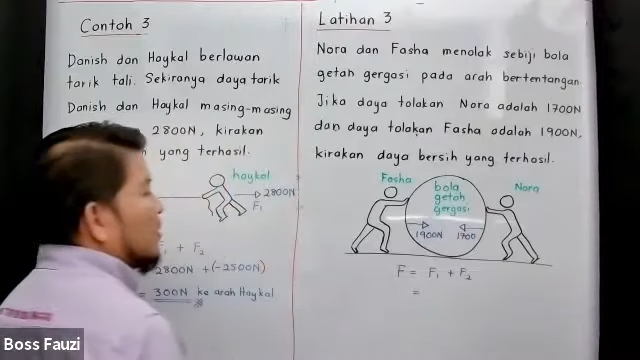 Contoh 3
Danish dan Haykal berlawan
tarik tali. Sekiranya daya tarik
Danish dan Haykal masing-masing
2800N, kirakan
yang terhasil.
haykal
2800N
F₁
F₁ + F₂
2800N + (-2500N)
= 300N ke arah Haykal
Latihan 3
Nora dan Fasha menolak sebiji bola
getah gergasi pada arah bertentangan.
Jika daya tolakan Nora adalah 1700N
dan daya tolakan Fasha adalah 1900N,
kirakan daya bersih yang terhasil.
Fasha
bola
getah
gergasi
Nora
1900N
1700
F = F₁ + F₂
=
Boss Fauzi